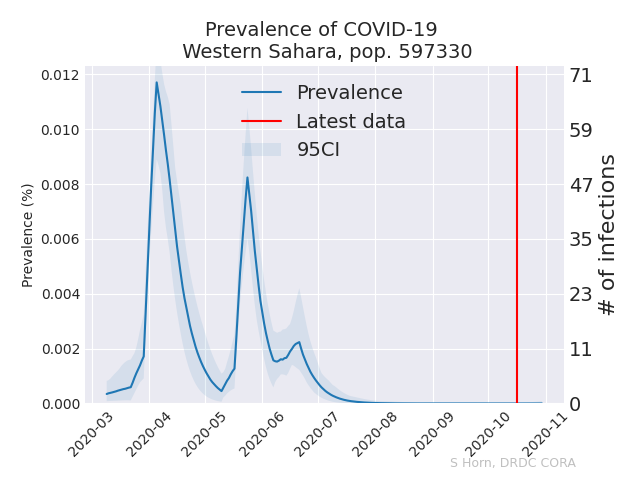 Prevalence of COVID-19
Western Sahara, pop. 597330
Prevalence
Latest data
95CI
Prevalence (%)
0.012
0.010
0.008
0.006
0.004
0.002
0.000
71
59
47
35
23
11
0
# of infections
2020-03
2020-04
2020-05
2020-06
2020-07
2020-08
2020-09
2020-10
2020-11
S Horn, DRDC CORA